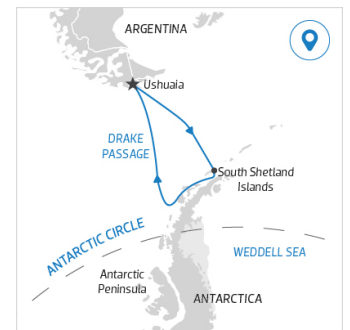 ARGENTINA
Ushuaia
DRAKE
PASSAGE
South Shetland
Islands
ANTARCTIC CIRCLE
WEDDELL SEA
Antarctic
Peninsula
ANTARCTICA